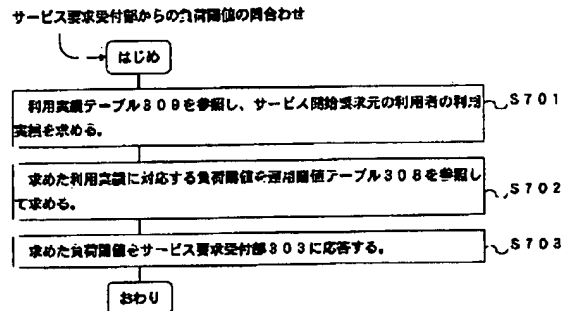 サービス要求受付部からの負荷閾値の問合わせ
はじめ
利用実績テーブル309を参照し、サービス開始要求元の利用者の利用
実績を求める。
S701
求めた利用実績に対応する負荷閾値を運用閾値テーブル308を参照し
て求める。
S702
求めた負荷閾値をサービス要求受付部303に応答する。
S703
おわり